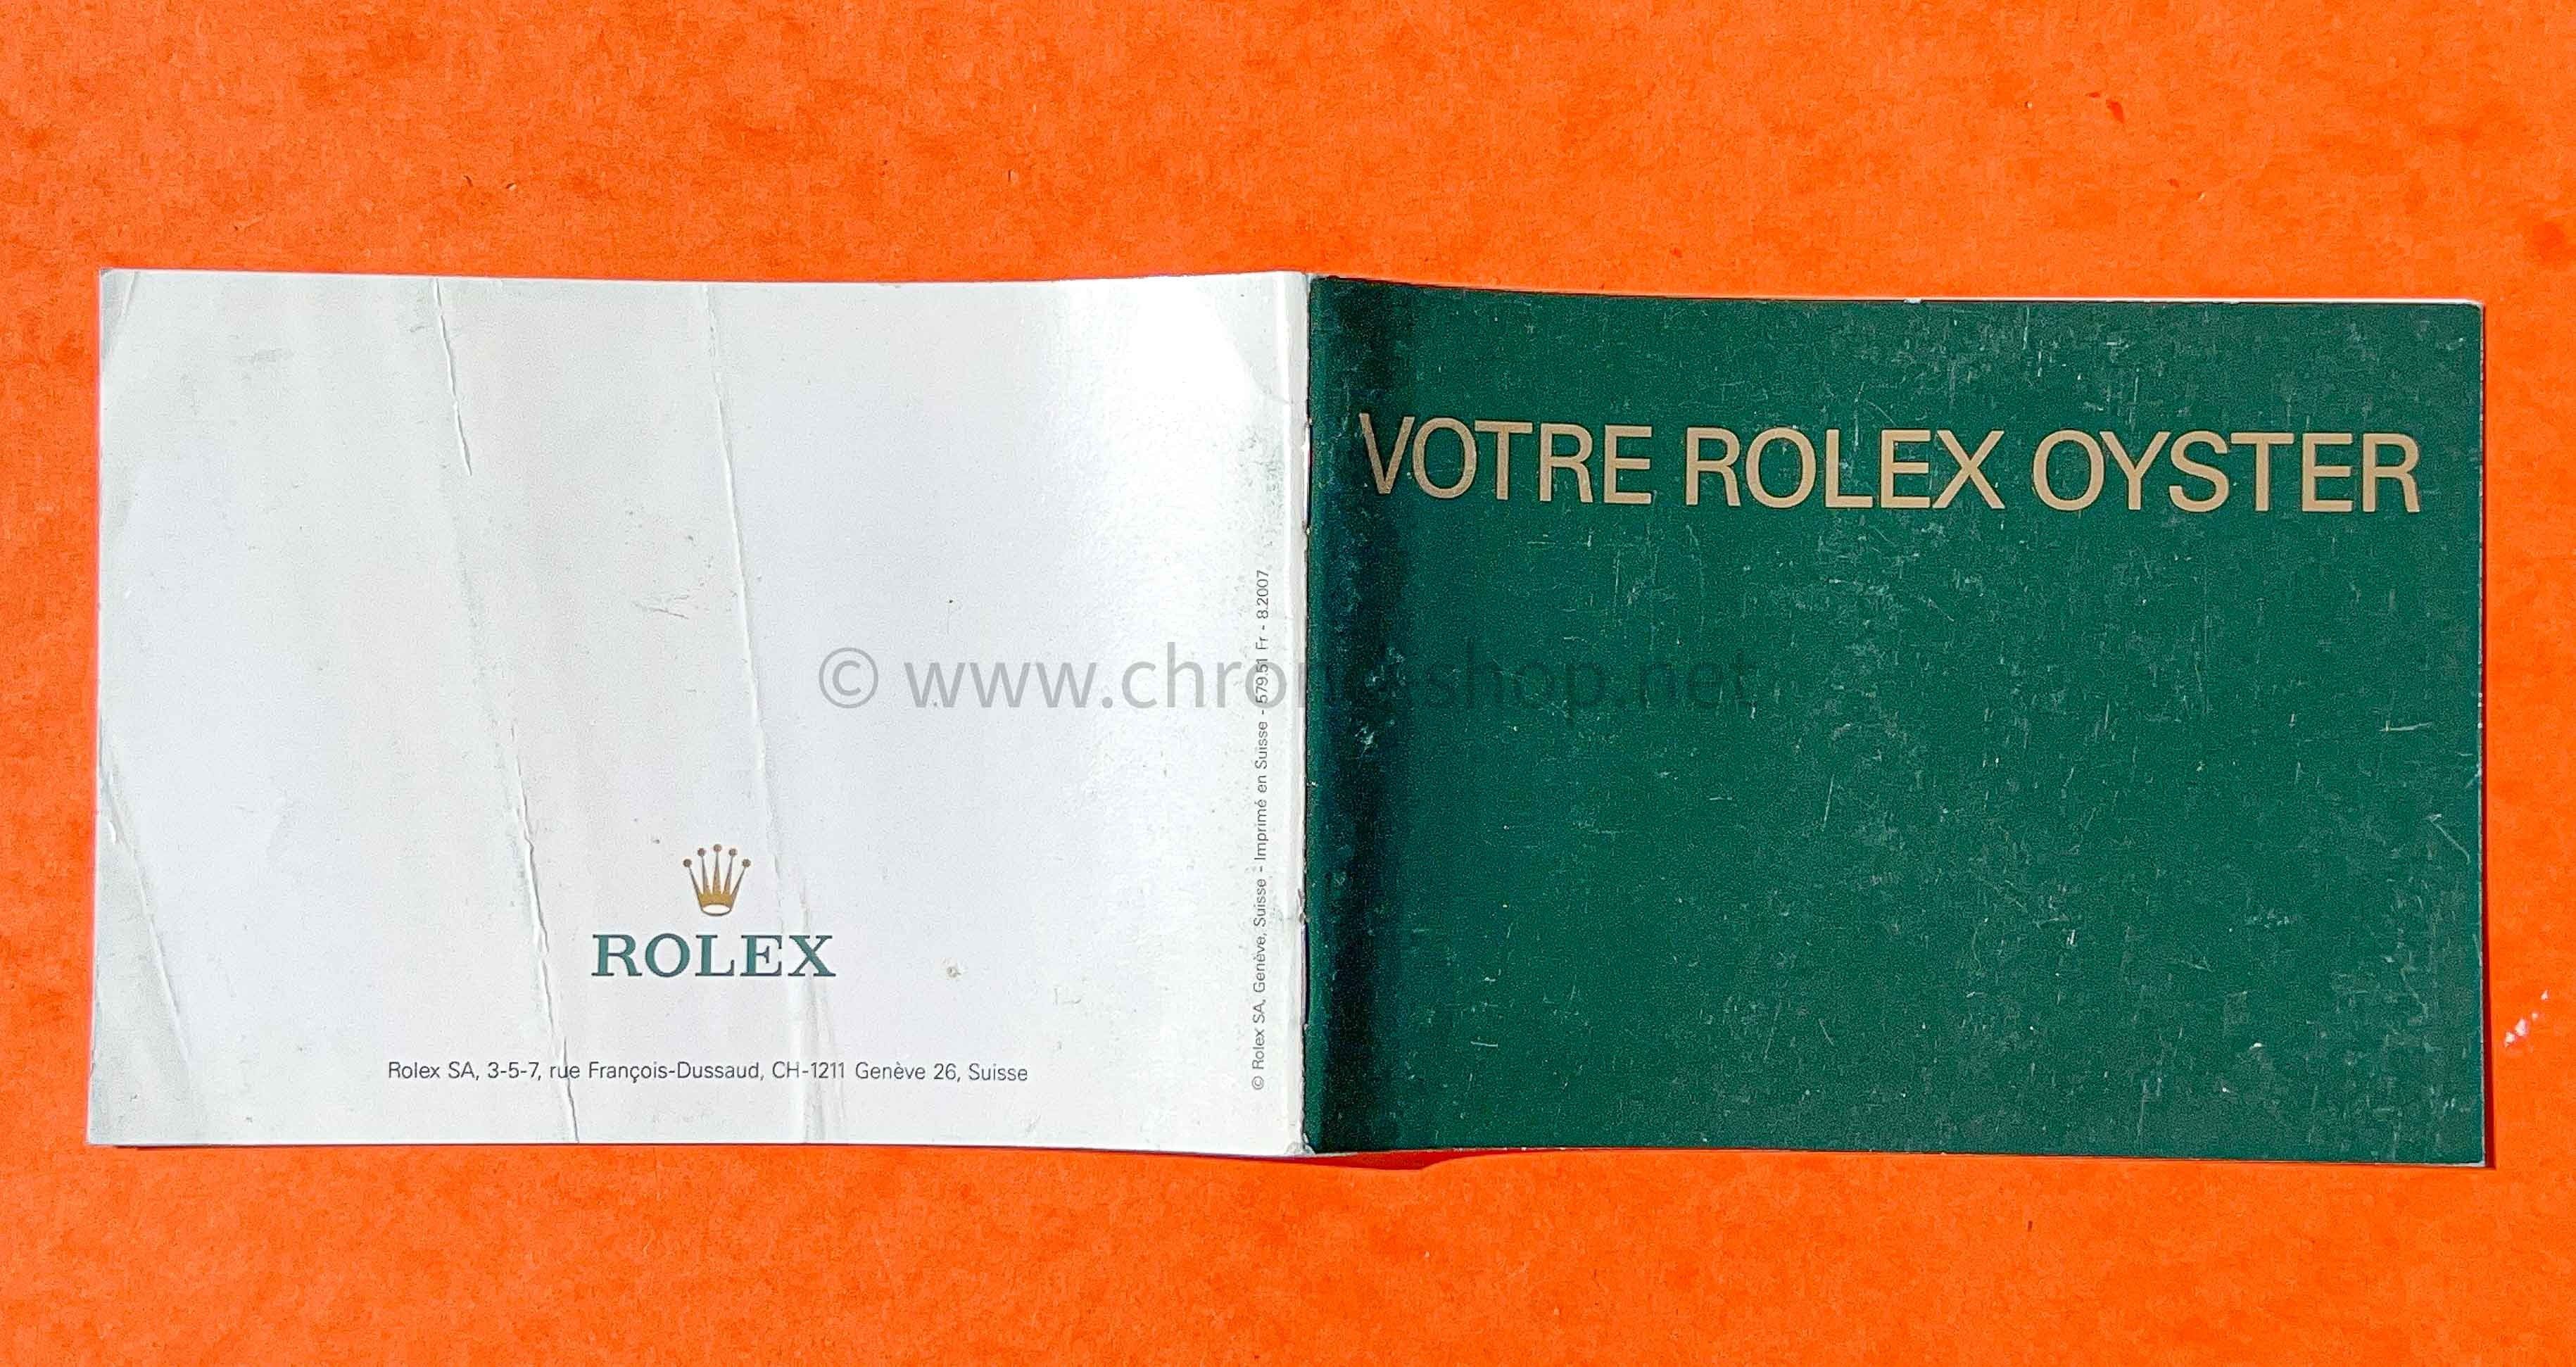 VOTRE ROLEX OYSTER
ROLEX
Rolex SA, 3-5-7, rue François-Dussaud, CH-1211 Genève 26, Suisse
© Rolex SA, Genève, Suisse - Imprimé en Suisse - 579.51 Fr - 8.2007
© www.chrono-shop.net